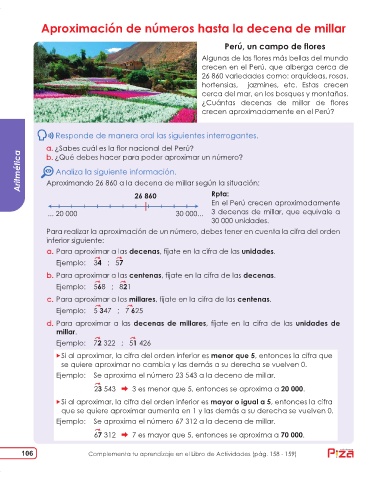 Aproximación de números hasta la decena de millar
Perú, un campo de flores
Algunas de las flores más bellas del mundo
crecen en el Perú, que alberga cerca de
26 860 variedades como: orquídeas, rosas,
hortensias, jazmines, etc. Estas crecen
cerca del mar, en los bosques y montañas.
¿Cuántas decenas de millar de flores
crecen aproximadamente en el Perú?
Responde de manera oral las siguientes interrogantes.
a. ¿Sabes cuál es la flor nacional del Perú?
b. ¿Qué debes hacer para poder aproximar un número?
Analiza la siguiente información.
Aproximando 26 860 a la decena de millar según la situación:
26 860
... 20 000 30 000...
Rpta:
En el Perú crecen aproximadamente
3 decenas de millar, que equivale a
30 000 unidades.
Para realizar la aproximación de un número, debes tener en cuenta la cifra del orden
inferior siguiente:
a. Para aproximar a las decenas, fíjate en la cifra de las unidades.
Ejemplo: 34 ; 57
b. Para aproximar a las centenas, fíjate en la cifra de las decenas.
Ejemplo: 568 ; 821
c. Para aproximar a los millares, fíjate en la cifra de las centenas.
Ejemplo: 5 347 ; 7 625
d. Para aproximar a las decenas de millares, fíjate en la cifra de las unidades de
millar.
Ejemplo: 72 322 ; 51 426
Si al aproximar, la cifra del orden inferior es menor que 5, entonces la cifra que
se quiere aproximar no cambia y las demás a su derecha se vuelven 0.
Ejemplo: Se aproxima el número 23 543 a la decena de millar.
23 543 ➡ 3 es menor que 5, entonces se aproxima a 20 000.
Si al aproximar, la cifra del orden inferior es mayor o igual a 5, entonces la cifra
que se quiere aproximar aumenta en 1 y las demás a su derecha se vuelven 0.
Ejemplo: Se aproxima el número 67 312 a la decena de millar.
67 312 ➡ 7 es mayor que 5, entonces se aproxima a 70 000.
Aritmética
106
Complementa tu aprendizaje en el Libro de Actividades (pág. 158 - 159)